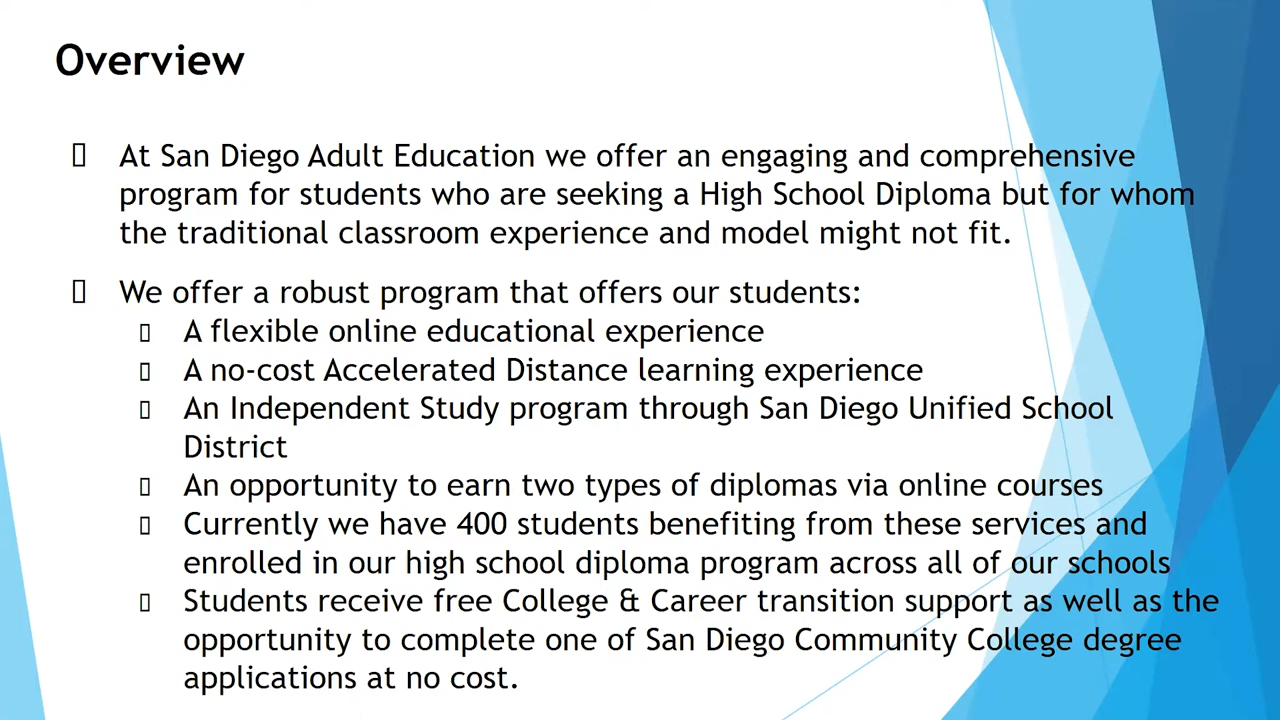 Overview
At San Diego Adult Education we offer an engaging and comprehensive
program for students who are seeking a High School Diploma but for whom
the traditional classroom experience and model might not fit.
We offer a robust program that offers our students:
A flexible online educational experience
A no-cost Accelerated Distance learning experience
An Independent Study program through San Diego Unified School
District
An opportunity to earn two types of diplomas via online courses
Currently we have 400 students benefiting from these services and
enrolled in our high school diploma program across all of our schools
Students receive free College & Career transition support as well as the
opportunity to complete one of San Diego Community College degree
applications at no cost.